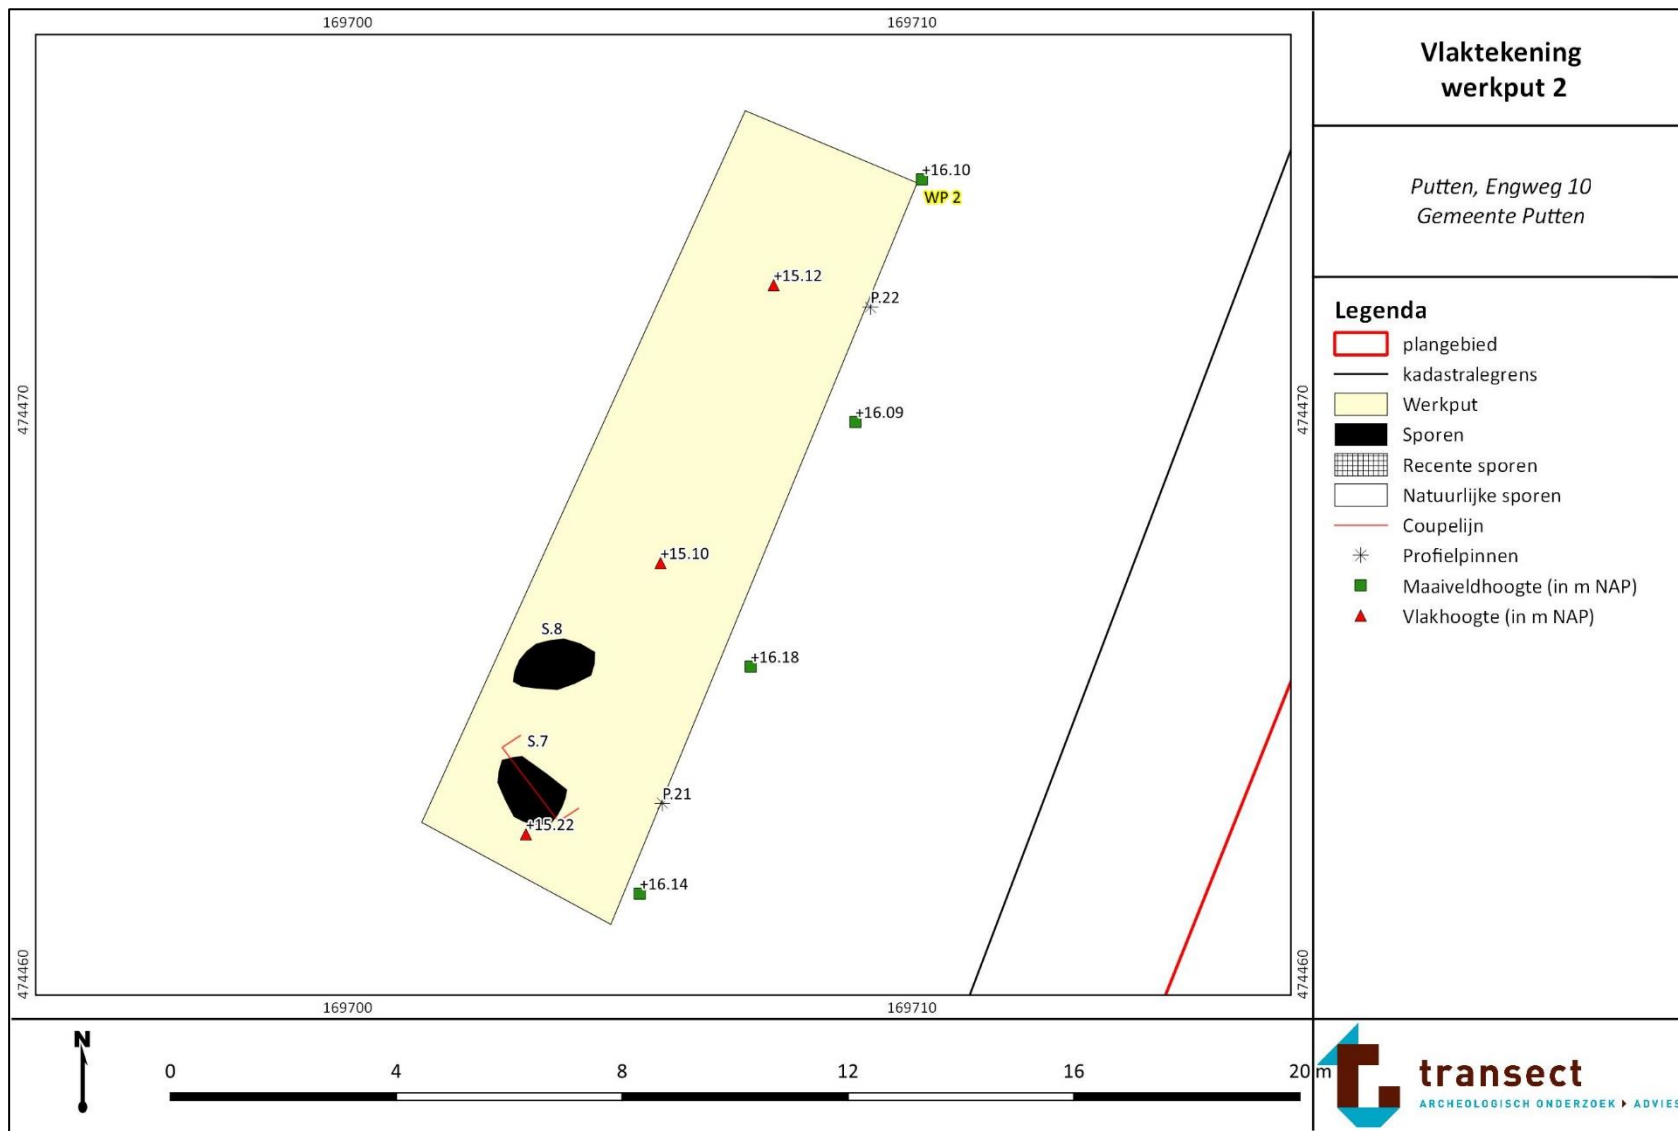 169700
169710
Vlaktekening
werkput 2
Putten, Engweg 10
Gemeente Putten
+16.10
WP 2
+15.12
P.22
+16.09
474470
474470
+15.10
S.8
+16.18
S.7
P.21
+15.22
+16.14
474460
474460
169700
169710
Legenda
plangebied
kadastralegrens
Werkput
Sporen
Recente sporen
Natuurlijke sporen
Coupelijn
Profielpinnen
Maaiveldhoogte (in m NAP)
Vlakhoogte (in m NAP)
N
0 4 8 12 16 20 m
transect
ARCHEOLOGISCH ONDERZOEK ▶ ADVIES